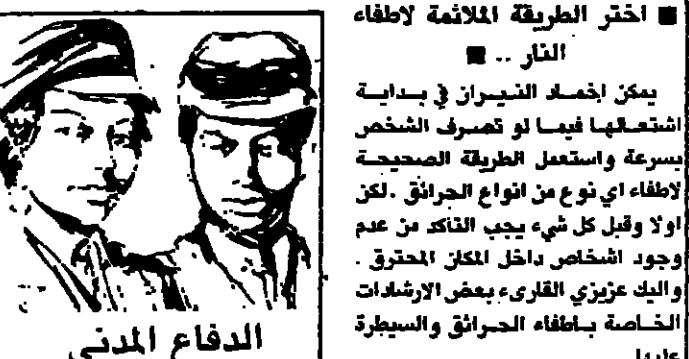 ■ اختر الطريقة الملائمة لاطفاء
النار .. ■
يمكن اخماد النيران في بداية
اشتعالها فيما لو تصرف الشخص
بسرعة واستعمل الطريقة الصحيحة
لاطفاء اي نوع من انواع الحرائق . لكن
اولا وقبل كل شيء يجب التاكد من عدم
وجود اشخاص داخل المكان المحترق .
واليك عزيزي القارىء بعض الارشادات
الخاصة باطفاء الحرائق والسيطرة
عليها
الدفاع المدني